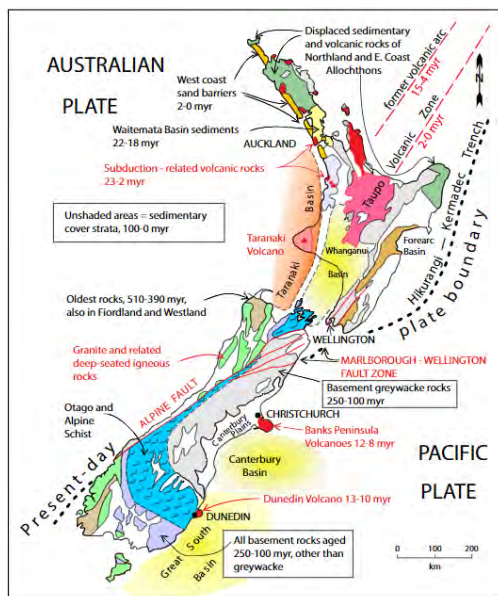 Displaced sedimentary
and volcanic rocks of
Northland and E. Coast
Allochthons
AUSTRALIAN
PLATE
former volcanic arc
15-4 myr
N
West coast
sand barriers
2-0 myr
Volcanic Zone
2-0 myr
Waitemata Basin sediments
22-18 myr
AUCKLAND
Subduction - related volcanic rocks
23-2 myr
Taupo
Hikurangi – Kermadec Trench
plate boundary
Unshaded areas = sedimentary
cover strata, 100-0 myr
Taranaki Basin
Taranaki
Volcano
Whanganui
Basin
Forearc
Basin
Oldest rocks, 510-390 myr,
also in Fiordland and Westland
WELLINGTON
MARLBOROUGH - WELLINGTON
FAULT ZONE
Granite and related
deep-seated igneous
rocks
Basement greywacke rocks
250-100 myr
ALPINE FAULT
Otago and
Alpine
Schist
CHRISTCHURCH
Canterbury
Plains
Banks Peninsula
Volcanoes 12-8 myr
Canterbury
Basin
PACIFIC
PLATE
Present-day
Dunedin Volcano 13-10 myr
DUNEDIN
Great South
Basin
All basement rocks aged
250-100 myr, other than
greywacke
0 100 200
km